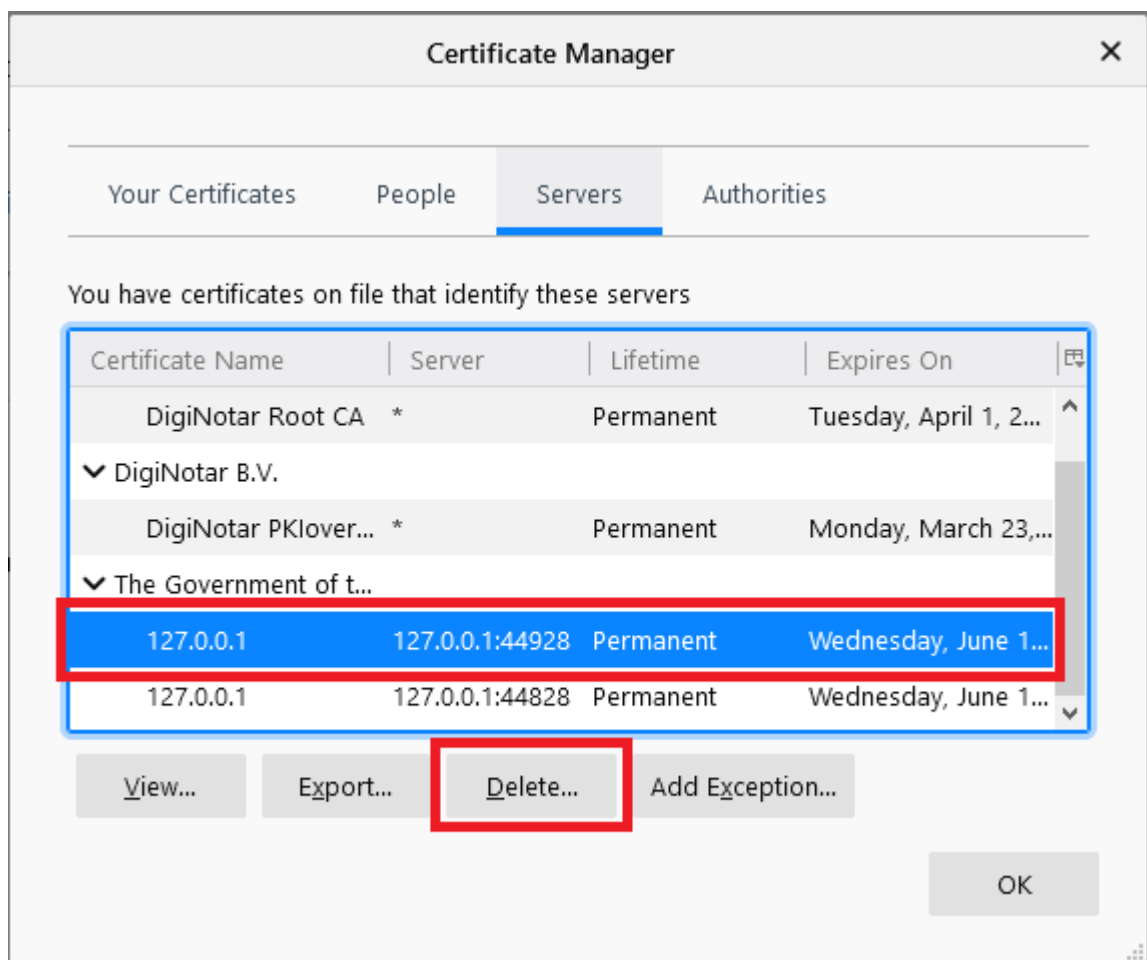 Certificate Manager
Your Certificates People Servers Authorities
You have certificates on file that identify these servers
Certificate Name Server Lifetime Expires On
DigiNotar Root CA * Permanent Tuesday, April 1, 2...
DigiNotar B.V.
DigiNotar PKIover... * Permanent Monday, March 23,...
The Government of t...
127.0.0.1 127.0.0.1:44928 Permanent Wednesday, June 1...
127.0.0.1 127.0.0.1:44828 Permanent Wednesday, June 1...
View... Export... Delete... Add Exception...
OK